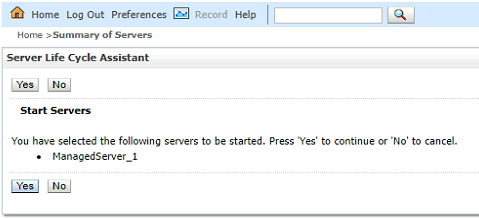 Home Log Out Preferences Record Help
Home >Summary of Servers
Server Life Cycle Assistant
Yes No
Start Servers
You have selected the following servers to be started. Press 'Yes' to continue or 'No' to cancel.
• ManagedServer_1
Yes No